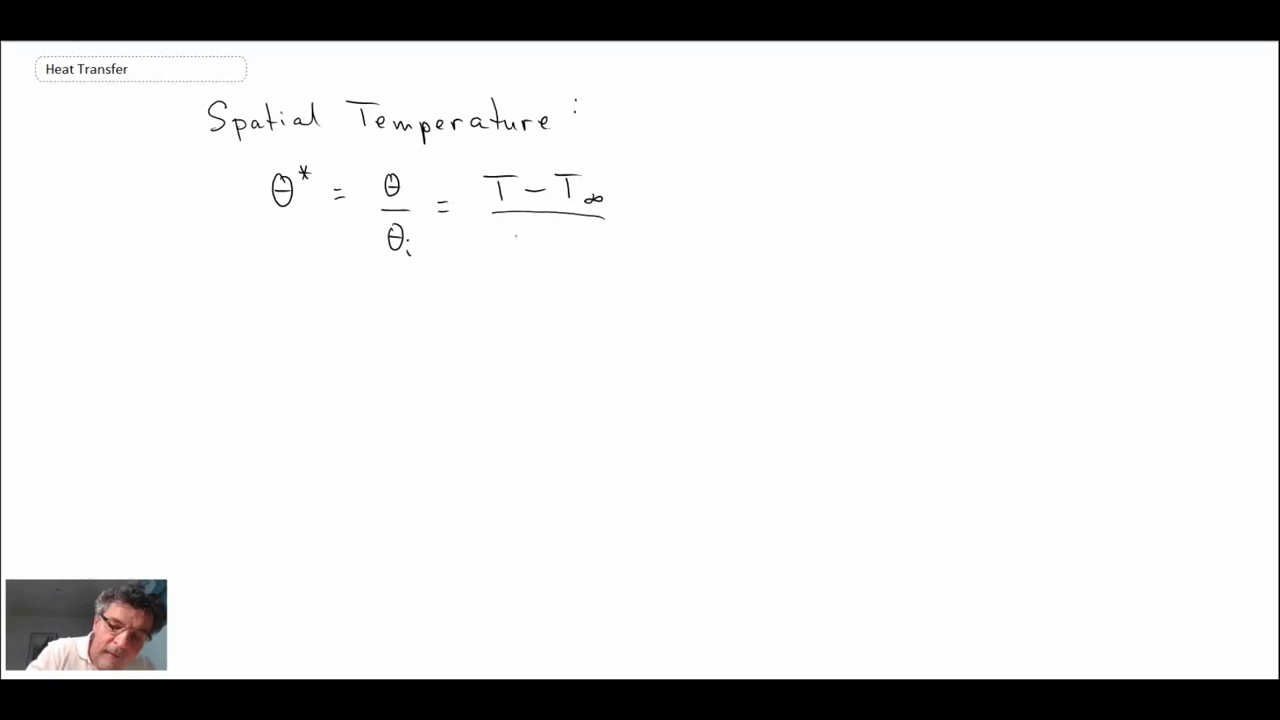 Heat Transfer
Spatial Temperature :
θ* = θ/θi = T - T∞